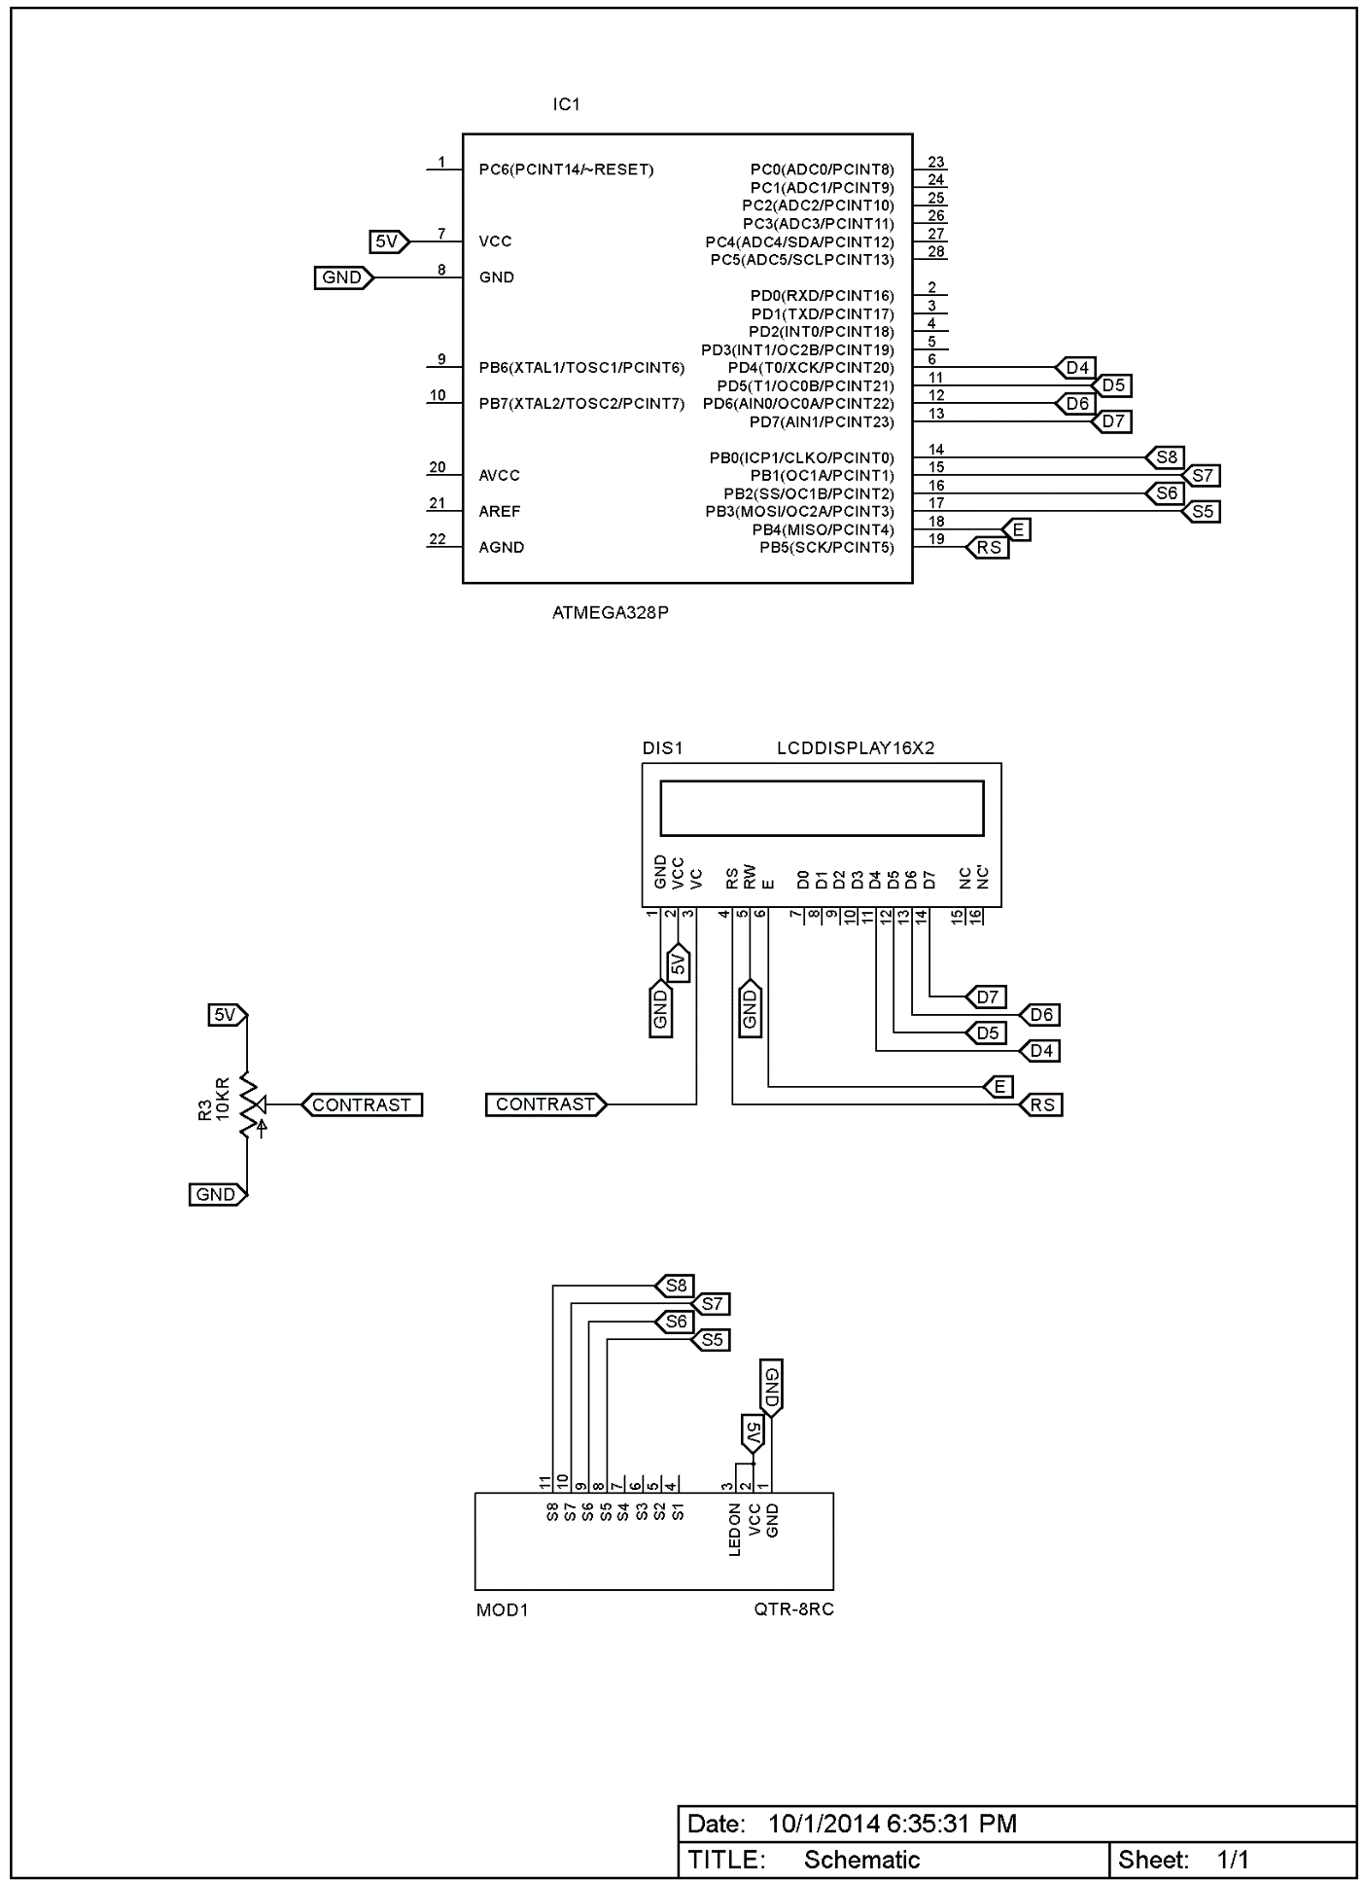 IC1
1 PC6(PCINT14/~RESET) PC0(ADC0/PCINT8) 23
PC1(ADC1/PCINT9) 24
PC2(ADC2/PCINT10) 25
PC3(ADC3/PCINT11) 26
5V 7 VCC PC4(ADC4/SDA/PCINT12) 27
PC5(ADC5/SCLPCINT13) 28
GND 8 GND
PD0(RXD/PCINT16) 2
PD1(TXD/PCINT17) 3
PD2(INT0/PCINT18) 4
PD3(INT1/OC2B/PCINT19) 5
9 PB6(XTAL1/TOSC1/PCINT6) PD4(T0/XCK/PCINT20) 6 D4
PD5(T1/OC0B/PCINT21) 11 D5
10 PB7(XTAL2/TOSC2/PCINT7) PD6(AIN0/OC0A/PCINT22) 12 D6
PD7(AIN1/PCINT23) 13 D7
PB0(ICP1/CLKO/PCINT0) 14 S8
20 AVCC PB1(OC1A/PCINT1) 15 S7
PB2(SS/OC1B/PCINT2) 16 S6
21 AREF PB3(MOSI/OC2A/PCINT3) 17 S5
PB4(MISO/PCINT4) 18 E
22 AGND PB5(SCK/PCINT5) 19 RS
ATMEGA328P
DIS1 LCDDISPLAY16X2
GND VCC VC RS RW E D0 D1 D2 D3 D4 D5 D6 D7 NC NC'
1 2 3 4 5 6 7 8 9 10 11 12 13 14 15 16
5V
GND GND D7
5V D6
D5
D4
E
R3 10KR CONTRAST CONTRAST RS
GND
S8
S7
S6
S5
GND
5V
11 10 9 8 7 6 5 4 3 2 1
S8 S7 S6 S5 S4 S3 S2 S1 LEDON VCC GND
MOD1 QTR-8RC
Date: 10/1/2014 6:35:31 PM
TITLE: Schematic Sheet: 1/1